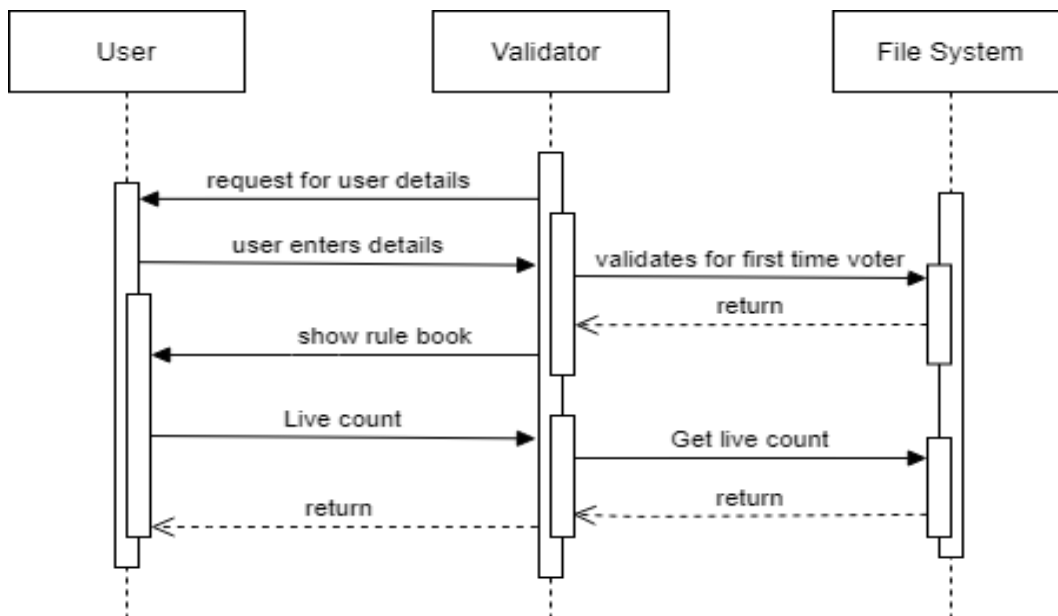 User
Validator
File System
request for user details
user enters details
validates for first time voter
return
show rule book
Live count
Get live count
return
return